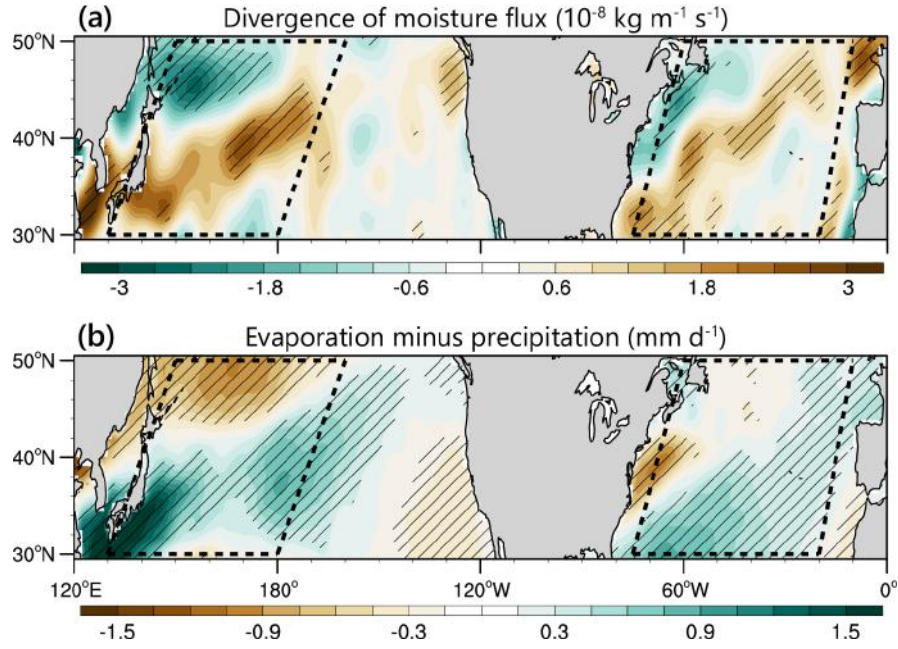 (a) Divergence of moisture flux (10⁻⁸ kg m⁻¹ s⁻¹)
50°N
40°N
30°N
-3 -1.8 -0.6 0.6 1.8 3
(b) Evaporation minus precipitation (mm d⁻¹)
50°N
40°N
30°N
120°E 180° 120°W 60°W 0°
-1.5 -0.9 -0.3 0.3 0.9 1.5